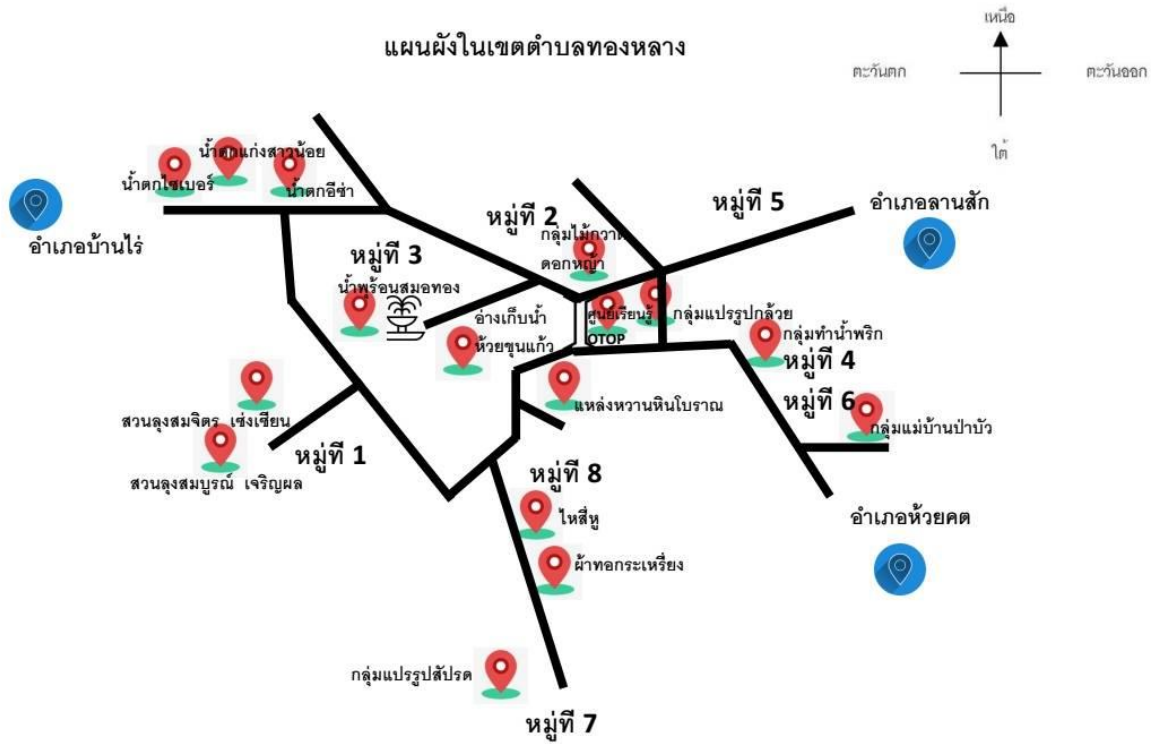 แผนผังในเขตตำบลทองหลาง
เหนือ
ตะวันตก
ตะวันออก
ใต้
น้ำตกแก่งสาวน้อย
น้ำตกไซเบอร์
น้ำตกอีซ่า
อำเภอบ้านไร่
หมู่ที่ 2
หมู่ที่ 5
อำเภอลานสัก
กลุ่มไม้กวาด
ดอกหญ้า
หมู่ที่ 3
น้ำพุร้อนสมอทอง
อ่างเก็บน้ำ
ห้วยขุนแก้ว
ศูนย์เรียนรู้
OTOP
กลุ่มแปรรูปกล้วย
กลุ่มทำน้ำพริก
หมู่ที่ 4
หมู่ที่ 6
กลุ่มแม่บ้านป่าบัว
แหล่งหวานหินโบราณ
สวนลุงสมจิตร เซ่งเซียน
หมู่ที่ 1
สวนลุงสมบูรณ์ เจริญผล
หมู่ที่ 8
ไหสี่หู
ผ้าทอกระเหรี่ยง
อำเภอห้วยคต
กลุ่มแปรรูปสัปรด
หมู่ที่ 7